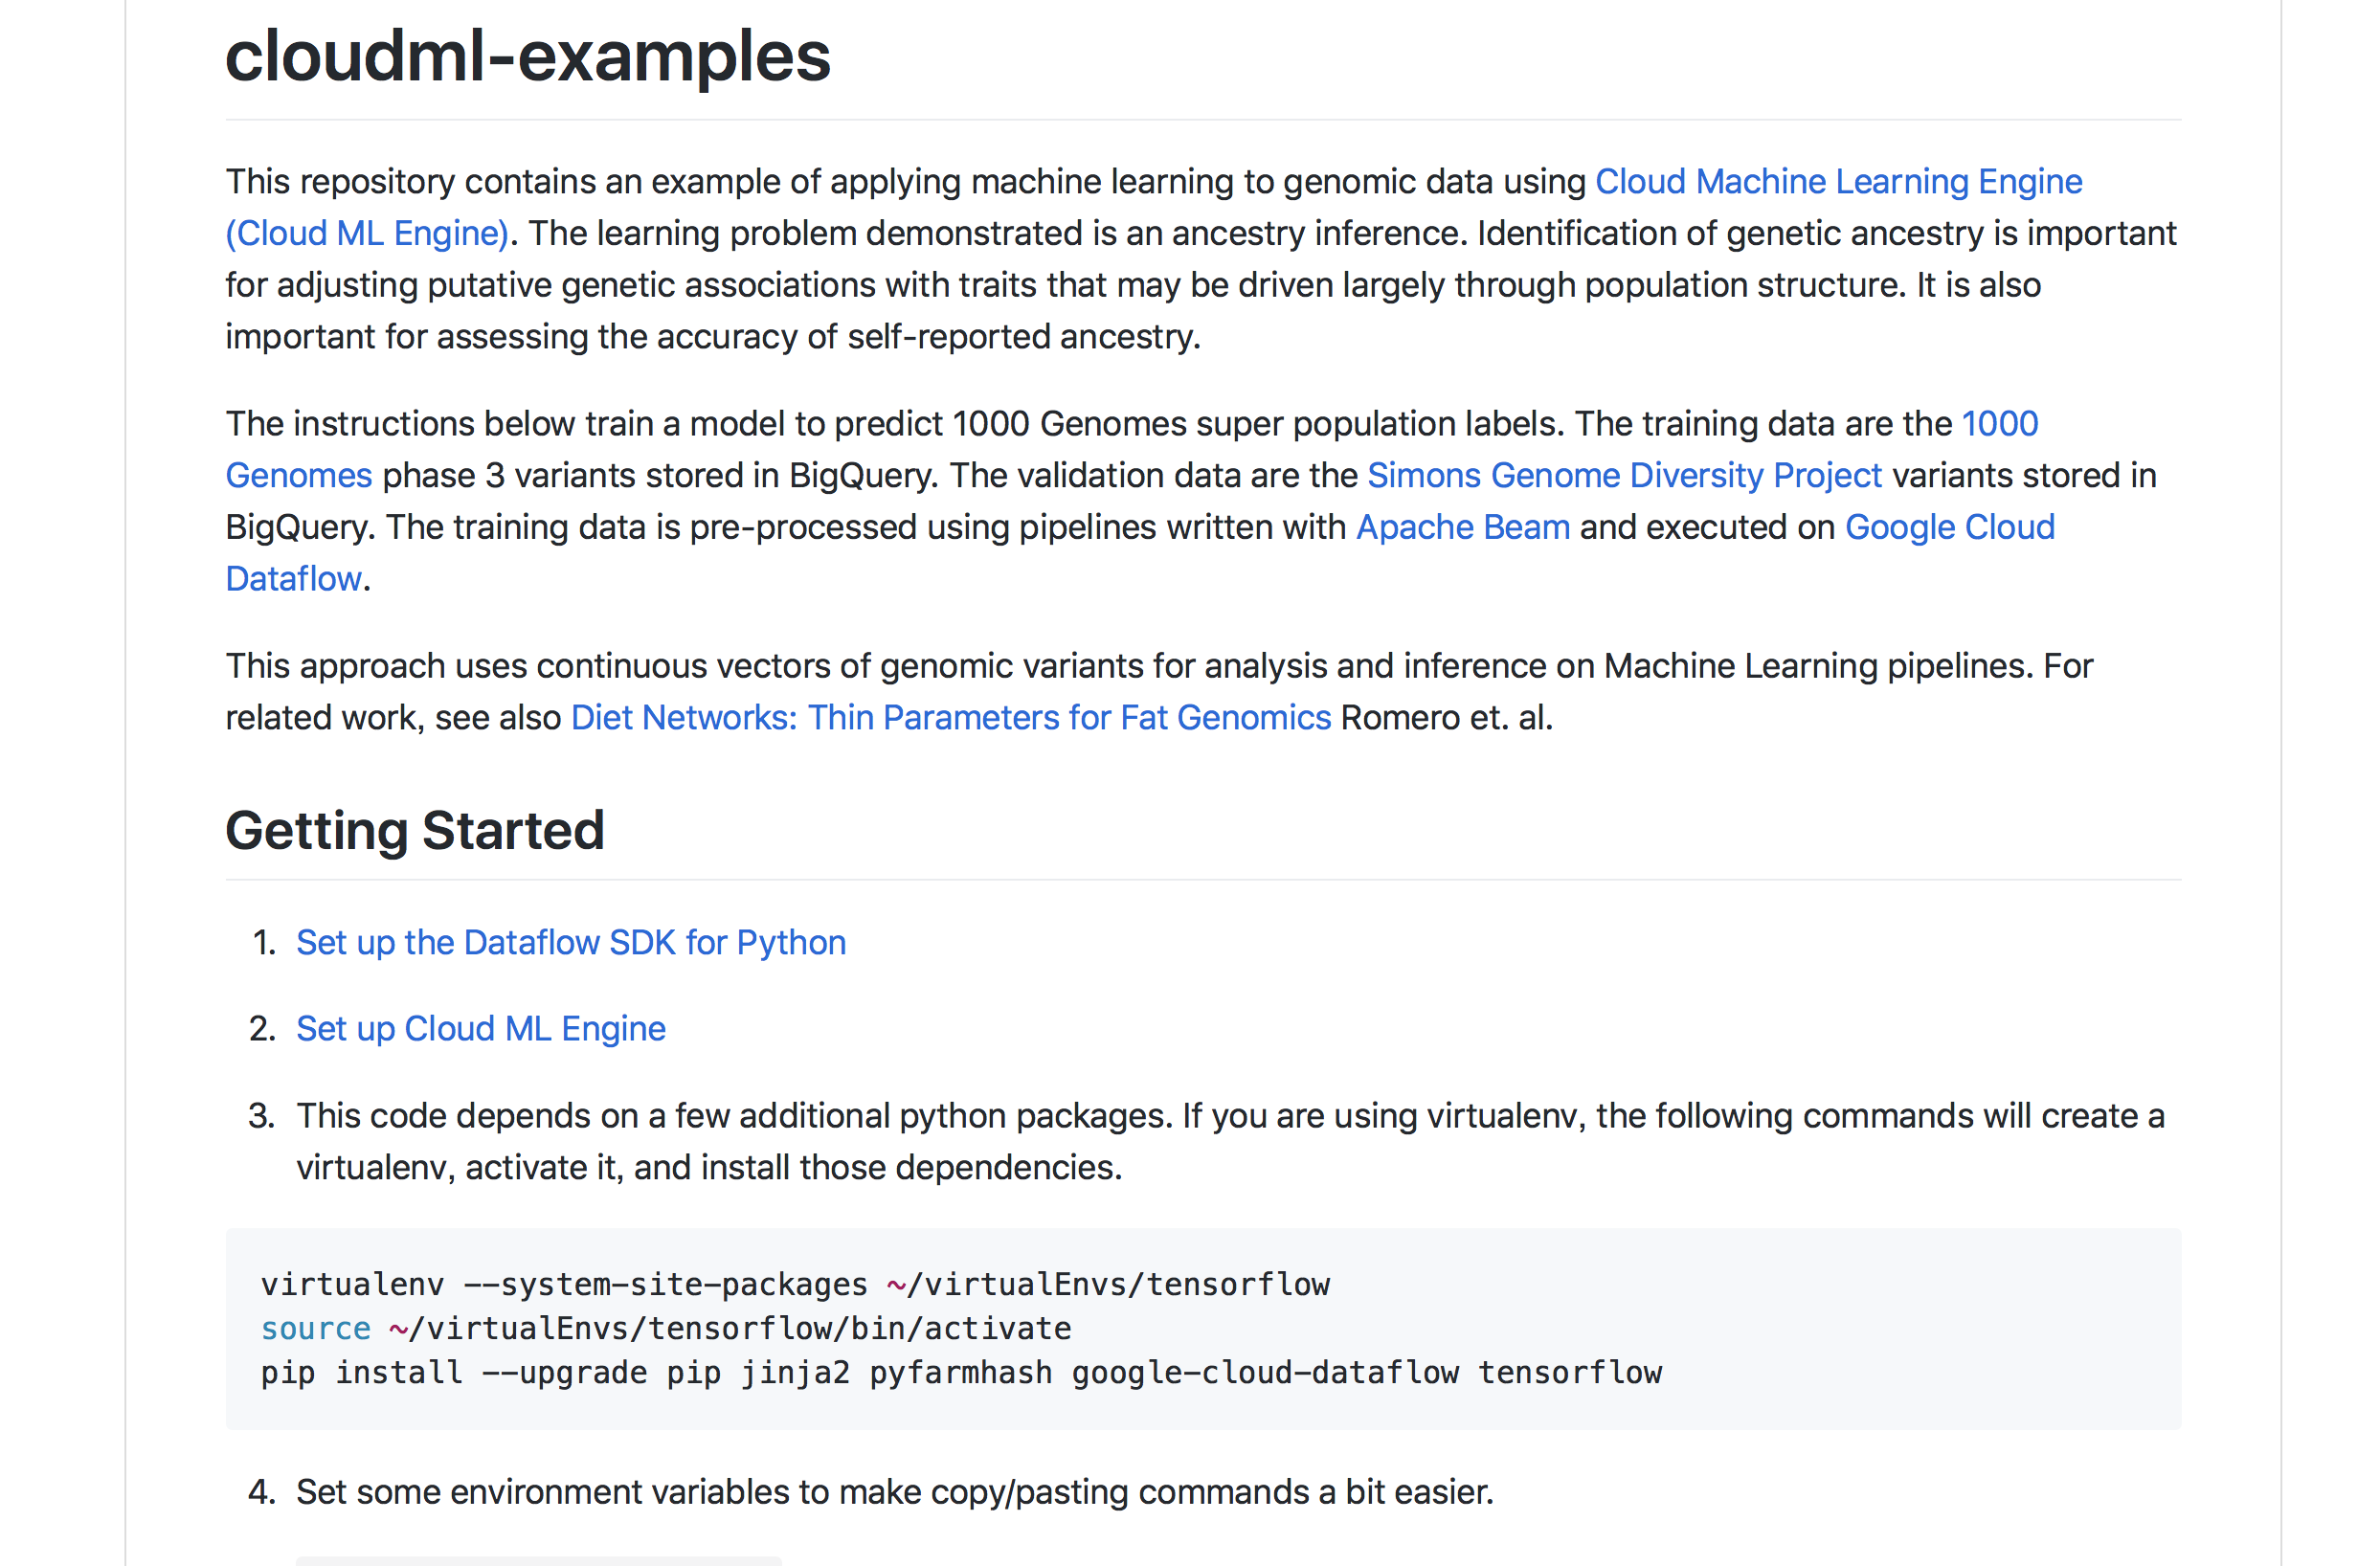 cloudml-examples
This repository contains an example of applying machine learning to genomic data using Cloud Machine Learning Engine
(Cloud ML Engine). The learning problem demonstrated is an ancestry inference. Identification of genetic ancestry is important
for adjusting putative genetic associations with traits that may be driven largely through population structure. It is also
important for assessing the accuracy of self-reported ancestry.
The instructions below train a model to predict 1000 Genomes super population labels. The training data are the 1000
Genomes phase 3 variants stored in BigQuery. The validation data are the Simons Genome Diversity Project variants stored in
BigQuery. The training data is pre-processed using pipelines written with Apache Beam and executed on Google Cloud
Dataflow.
This approach uses continuous vectors of genomic variants for analysis and inference on Machine Learning pipelines. For
related work, see also Diet Networks: Thin Parameters for Fat Genomics Romero et. al.
Getting Started
1. Set up the Dataflow SDK for Python
2. Set up Cloud ML Engine
3. This code depends on a few additional python packages. If you are using virtualenv, the following commands will create a
virtualenv, activate it, and install those dependencies.
virtualenv --system-site-packages ~/virtualEnvs/tensorflow
source ~/virtualEnvs/tensorflow/bin/activate
pip install --upgrade pip jinja2 pyfarmhash google-cloud-dataflow tensorflow
4. Set some environment variables to make copy/pasting commands a bit easier.